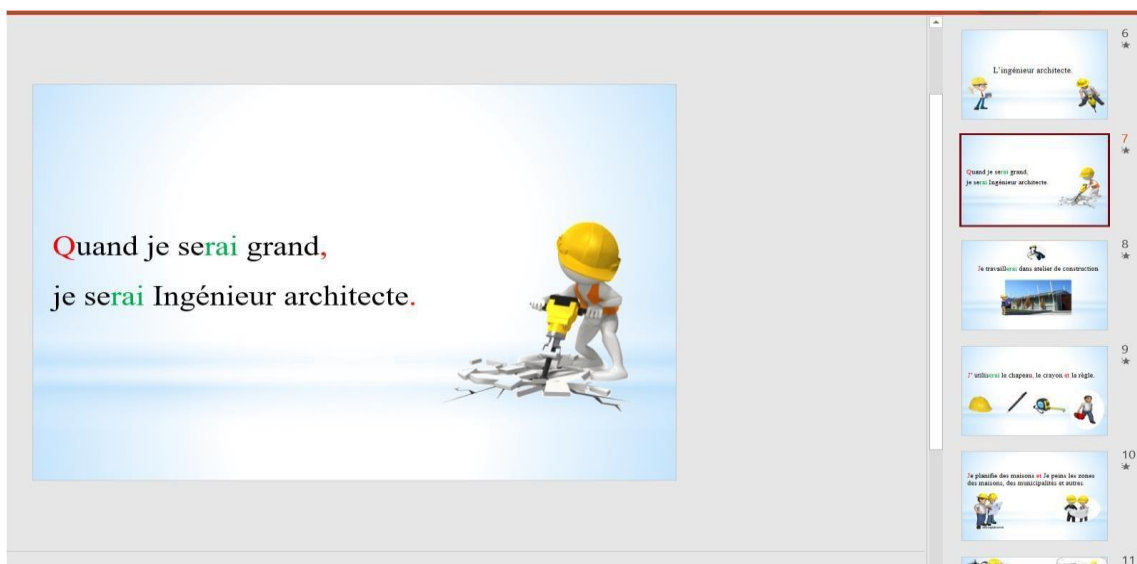 Quand je serai grand,
je serai Ingénieur architecte.
6
L'ingénieur architecte.
7
Quand je serai grand,
je serai Ingénieur architecte.
8
Je travaillerai dans atelier de construction
9
J' utiliserai le chapeau, le crayon et la règle.
10
Je planifie des maisons et Je peins les zones
des maisons, des municipalités et autres.
11